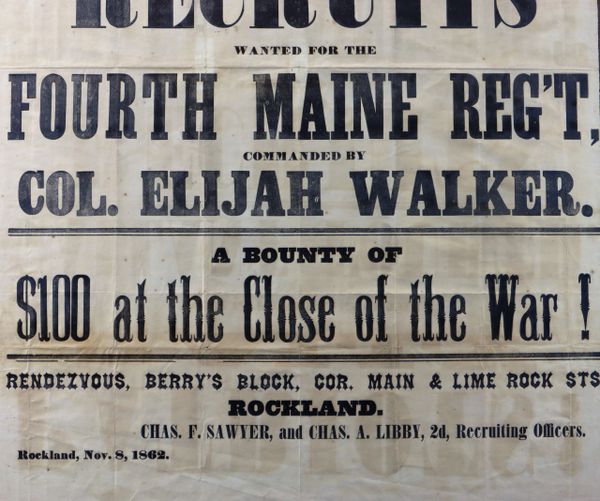 RECRUITS
WANTED FOR THE
FOURTH MAINE REG'T,
COMMANDED BY
COL. ELIJAH WALKER.
A BOUNTY OF
$100 at the Close of the War !
RENDEZVOUS, BERRY'S BLOCK, COR. MAIN & LIME ROCK STS
ROCKLAND.
CHAS. F. SAWYER, and CHAS. A. LIBBY, 2d, Recruiting Officers.
Rockland, Nov. 8, 1862.